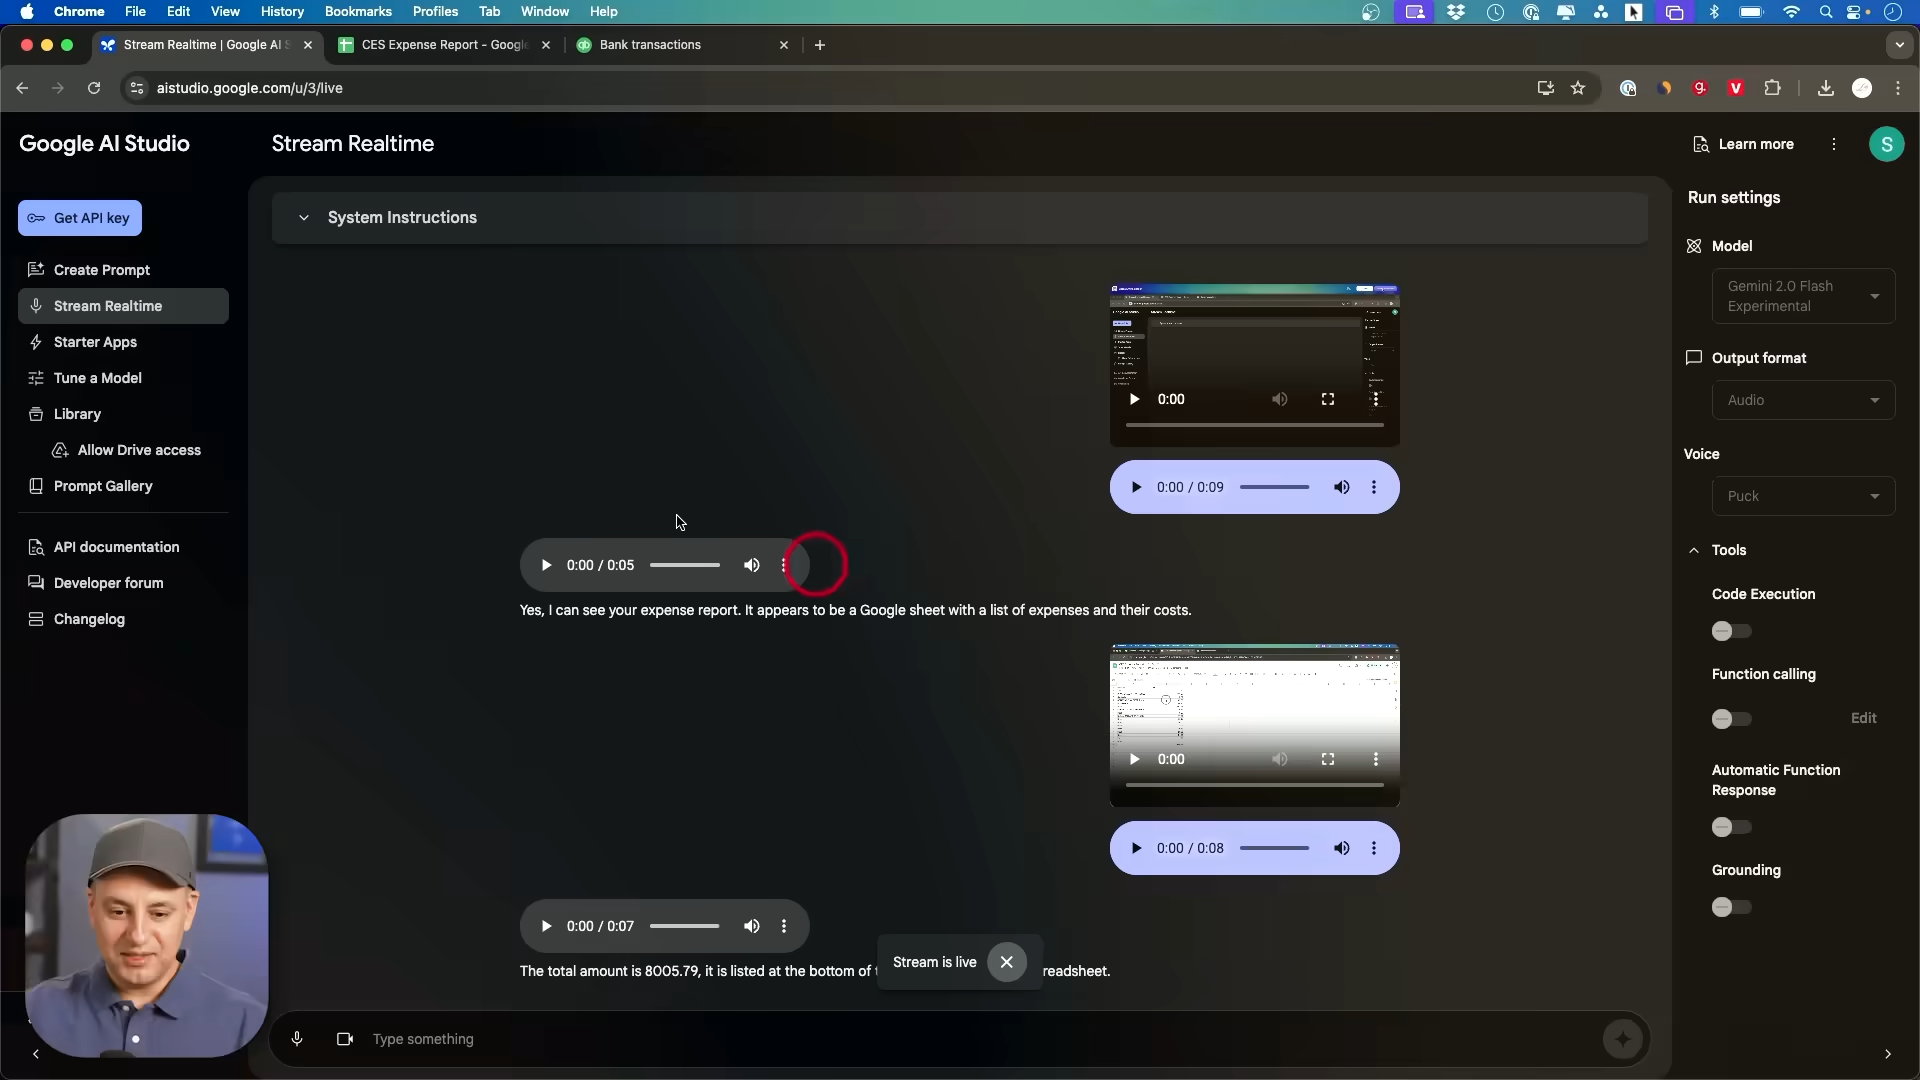 Chrome File Edit View History Bookmarks Profiles Tab Window Help
Stream Realtime | Google AI S
CES Expense Report - Google
Bank transactions
aistudio.google.com/u/3/live
Google AI Studio
Stream Realtime
Learn more
S
Get API key
Create Prompt
Stream Realtime
Starter Apps
Tune a Model
Library
Allow Drive access
Prompt Gallery
API documentation
Developer forum
Changelog
System Instructions
0:00
0:00 / 0:09
0:00 / 0:05
Yes, I can see your expense report. It appears to be a Google sheet with a list of expenses and their costs.
0:00
0:00 / 0:08
0:00 / 0:07
The total amount is 8005.79, it is listed at the bottom of
readsheet.
Stream is live
Type something
Run settings
Model
Gemini 2.0 Flash
Experimental
Output format
Audio
Voice
Puck
Tools
Code Execution
Function calling
Edit
Automatic Function
Response
Grounding